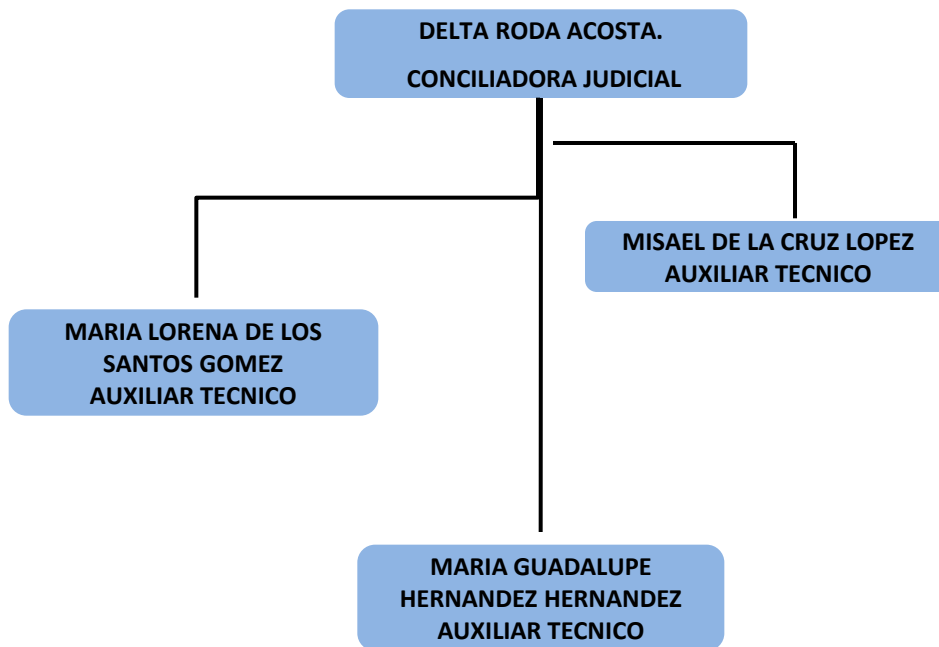 DELTA RODA ACOSTA.
CONCILIADORA JUDICIAL
MISAEL DE LA CRUZ LOPEZ
AUXILIAR TECNICO
MARIA LORENA DE LOS
SANTOS GOMEZ
AUXILIAR TECNICO
MARIA GUADALUPE
HERNANDEZ HERNANDEZ
AUXILIAR TECNICO